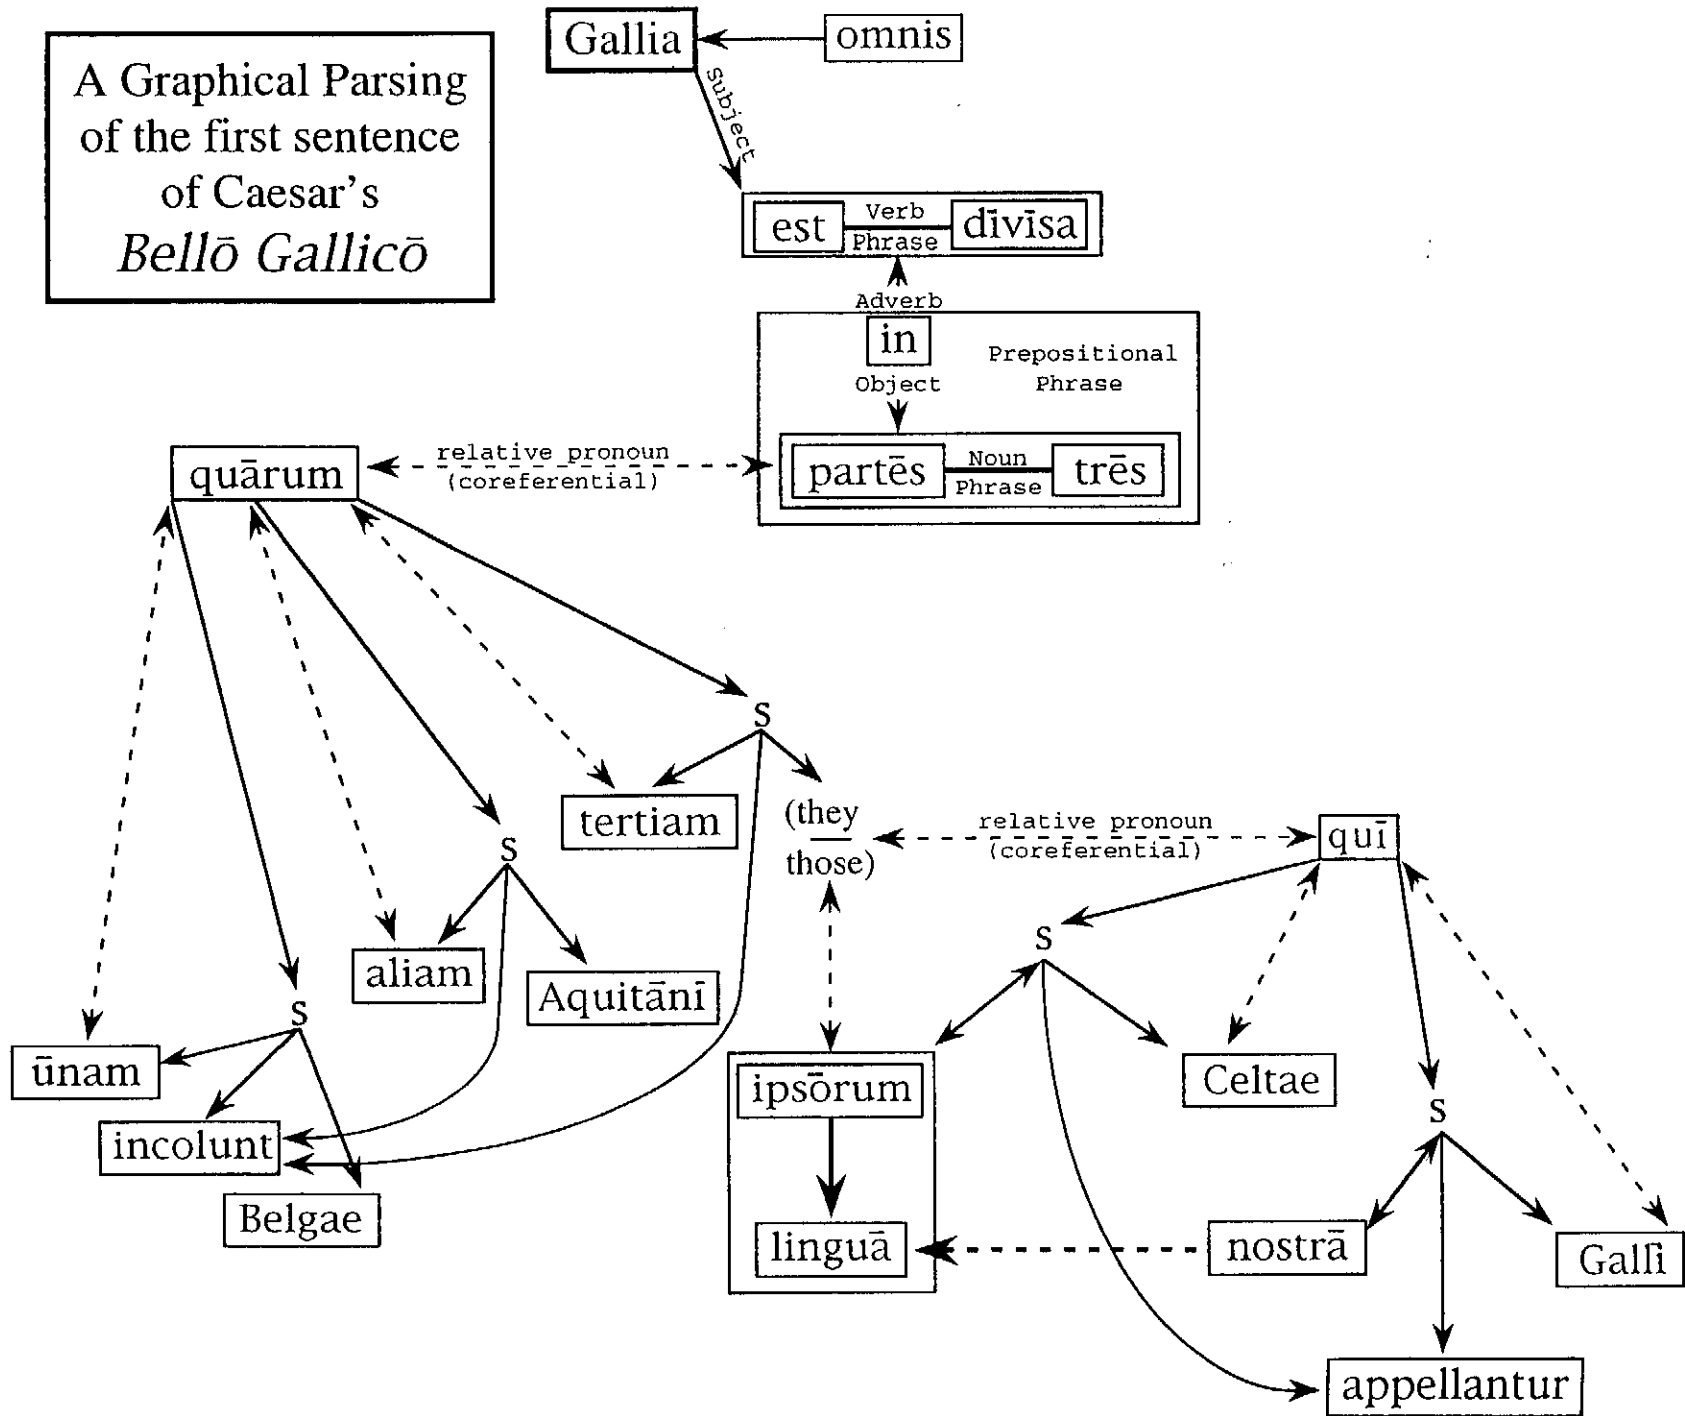 A Graphical Parsing
of the first sentence
of Caesar's
Bellō Gallicō
Gallia
omnis
Subject
est
Verb
Phrase
dīvīsa
Adverb
in
Object
Prepositional
Phrase
partēs
Noun
Phrase
trēs
quārum
relative pronoun
(coreferential)
s
tertiam
(they
those)
relative pronoun
(coreferential)
quī
s
aliam
Aquitānī
s
ūnam
incolunt
Belgae
s
ipsōrum
linguā
Celtae
s
nostrā
Gallī
appellantur